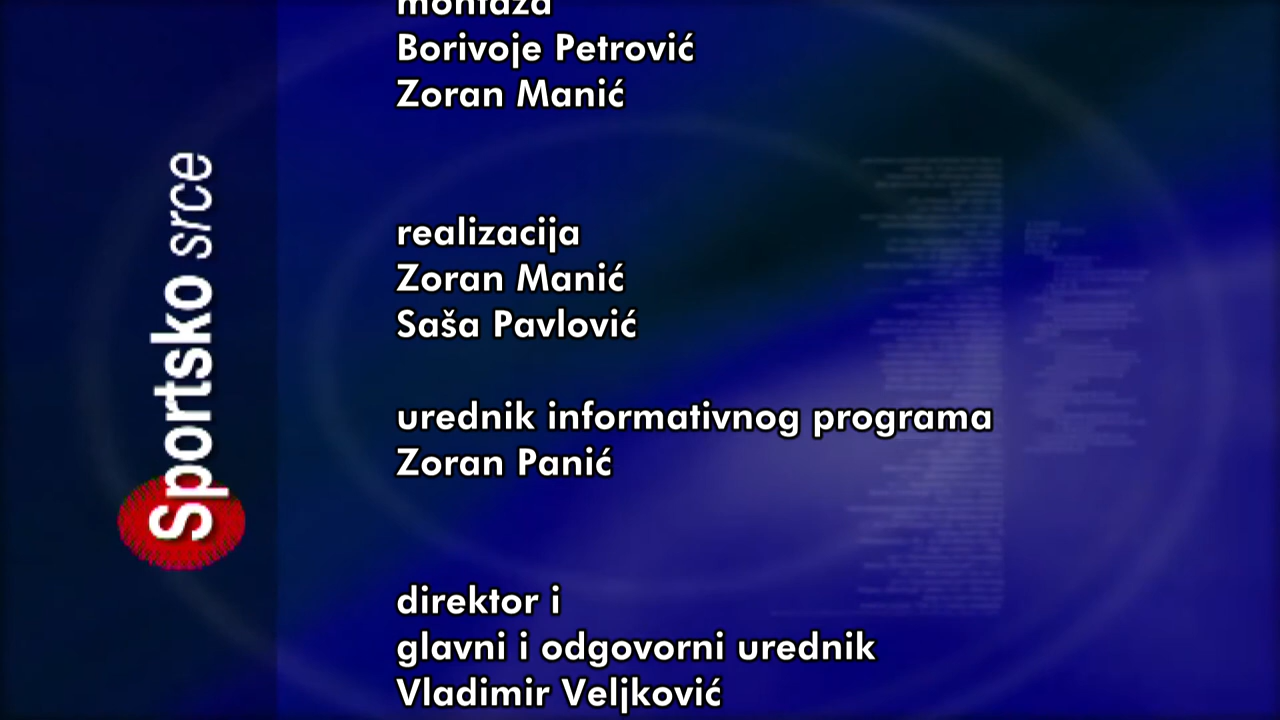 montaža
Borivoje Petrović
Zoran Manić
realizacija
Zoran Manić
Saša Pavlović
urednik informativnog programa
Zoran Panić
direktor i
glavni i odgovorni urednik
Vladimir Veljković
Sportsko srce